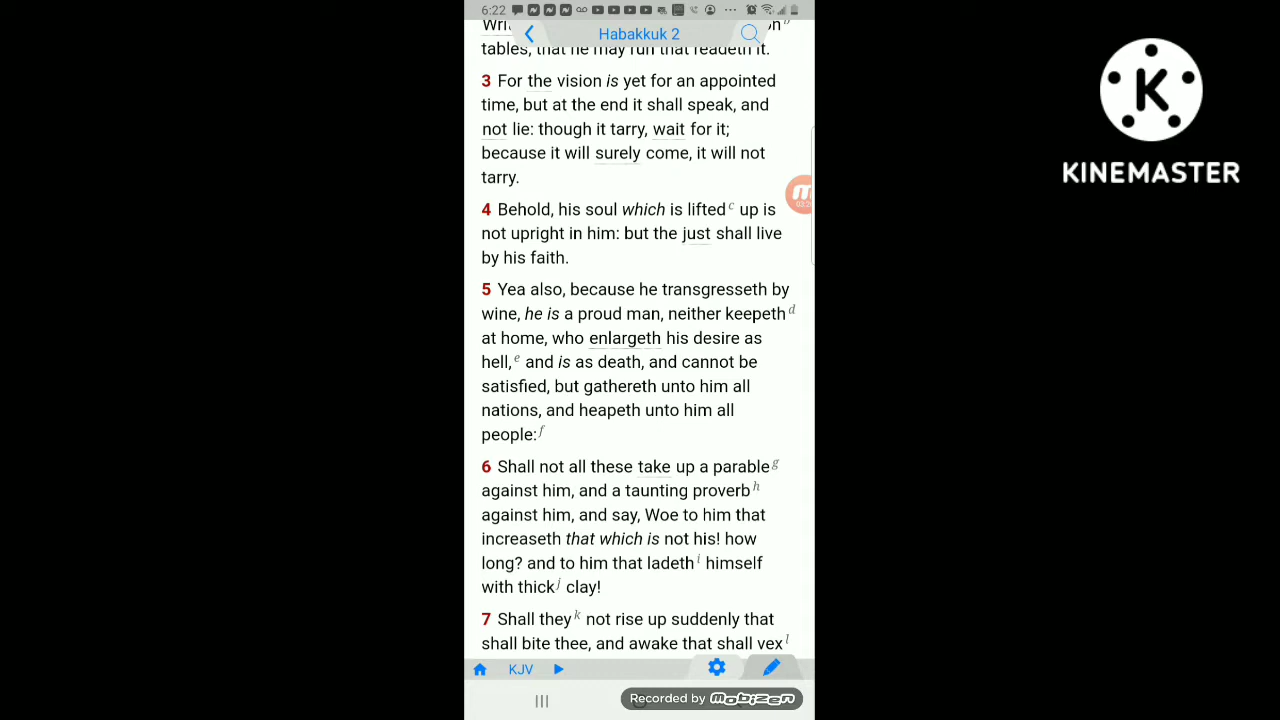 6:22
Habakkuk 2
tables, that he may run that readeth it.
3 For the vision is yet for an appointed
time, but at the end it shall speak, and
not lie: though it tarry, wait for it;
because it will surely come, it will not
tarry.
4 Behold, his soul which is lifted c up is
not upright in him: but the just shall live
by his faith.
5 Yea also, because he transgresseth by
wine, he is a proud man, neither keepeth d
at home, who enlargeth his desire as
hell, e and is as death, and cannot be
satisfied, but gathereth unto him all
nations, and heapeth unto him all
people: f
6 Shall not all these take up a parable g
against him, and a taunting proverb h
against him, and say, Woe to him that
increaseth that which is not his! how
long? and to him that ladeth i himself
with thick j clay!
7 Shall they k not rise up suddenly that
shall bite thee, and awake that shall vex l
KJV
Recorded by Mobizen
K
KINEMASTER